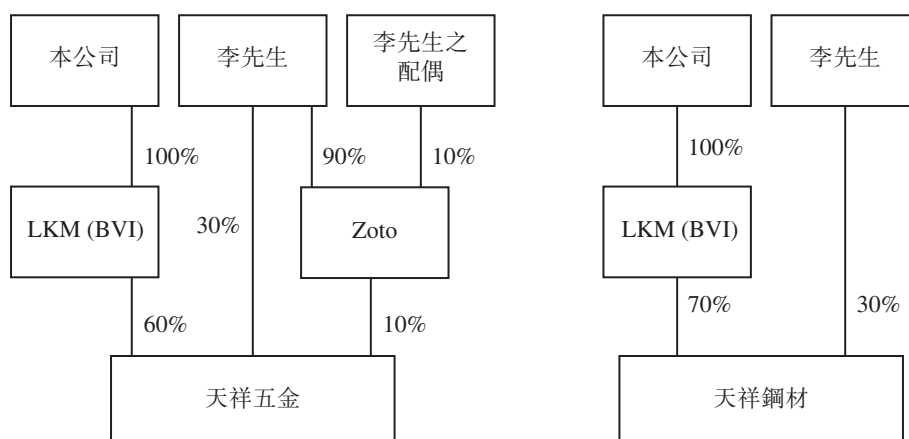 本公司
李先生
李先生之
配偶
本公司
李先生
100%
90%
10%
100%
LKM (BVI)
30%
Zoto
LKM (BVI)
60%
10%
70%
30%
天祥五金
天祥鋼材